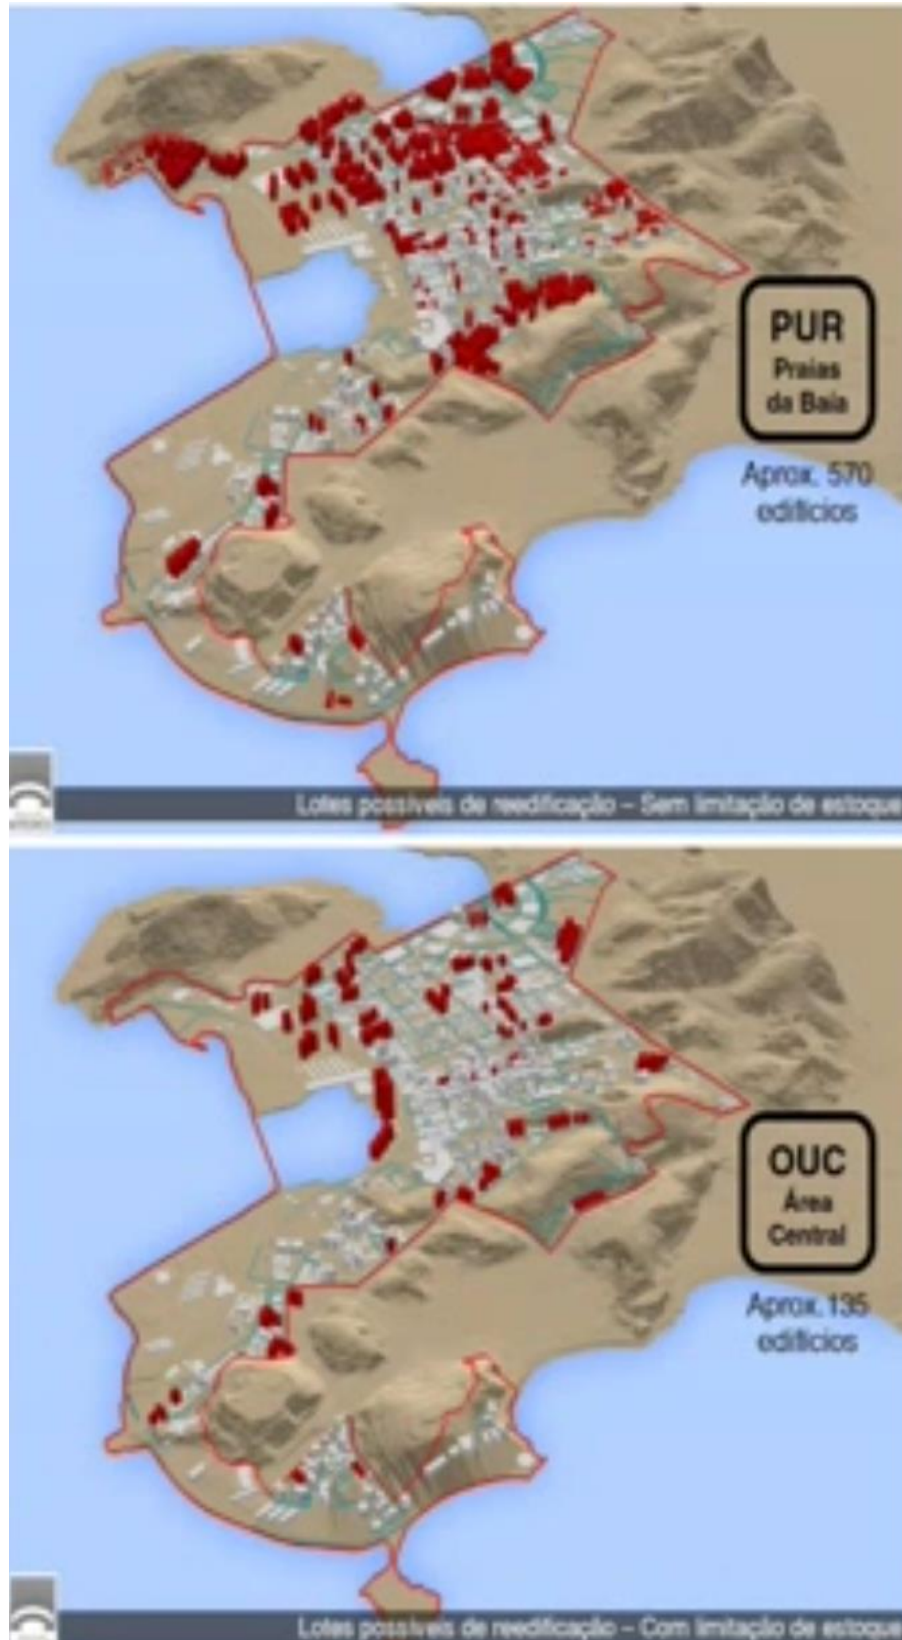 PUR
Praias
da Baía
Aprox. 570
edifícios
Lotes possíveis de reedificação – Sem limitação de estoque
OUC
Área
Central
Aprox. 135
edifícios
Lotes possíveis de reedificação – Com limitação de estoque